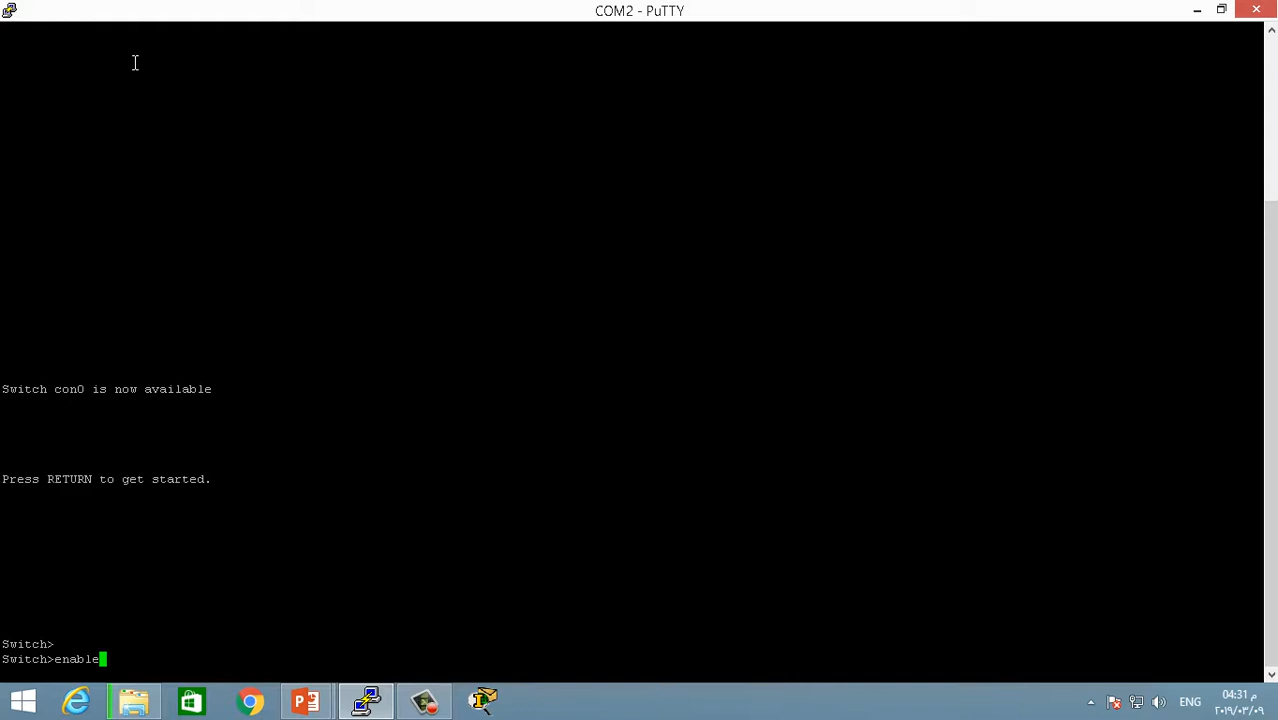 COM2 - PuTTY
Switch con0 is now available
Press RETURN to get started.
Switch>
Switch>enable
ENG
04:31 م
٢٠١٩/٠٣/٠٩